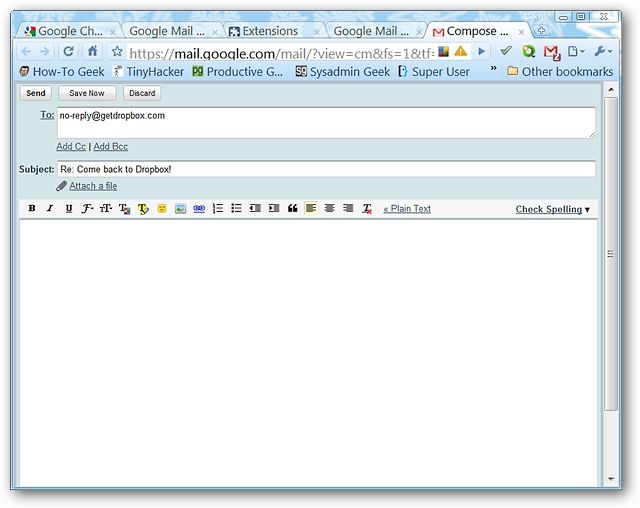 Google Ch...
Google Mail ...
Extensions
Google Mail ...
Compose ...
https://mail.google.com/mail/?view=cm&fs=1&tf=
How-To Geek
TinyHacker
Productive G...
Sysadmin Geek
Super User
»
Other bookmarks
Send
Save Now
Discard
To:
no-reply@getdropbox.com
Add Cc | Add Bcc
Subject:
Re: Come back to Dropbox!
Attach a file
« Plain Text
Check Spelling ▼